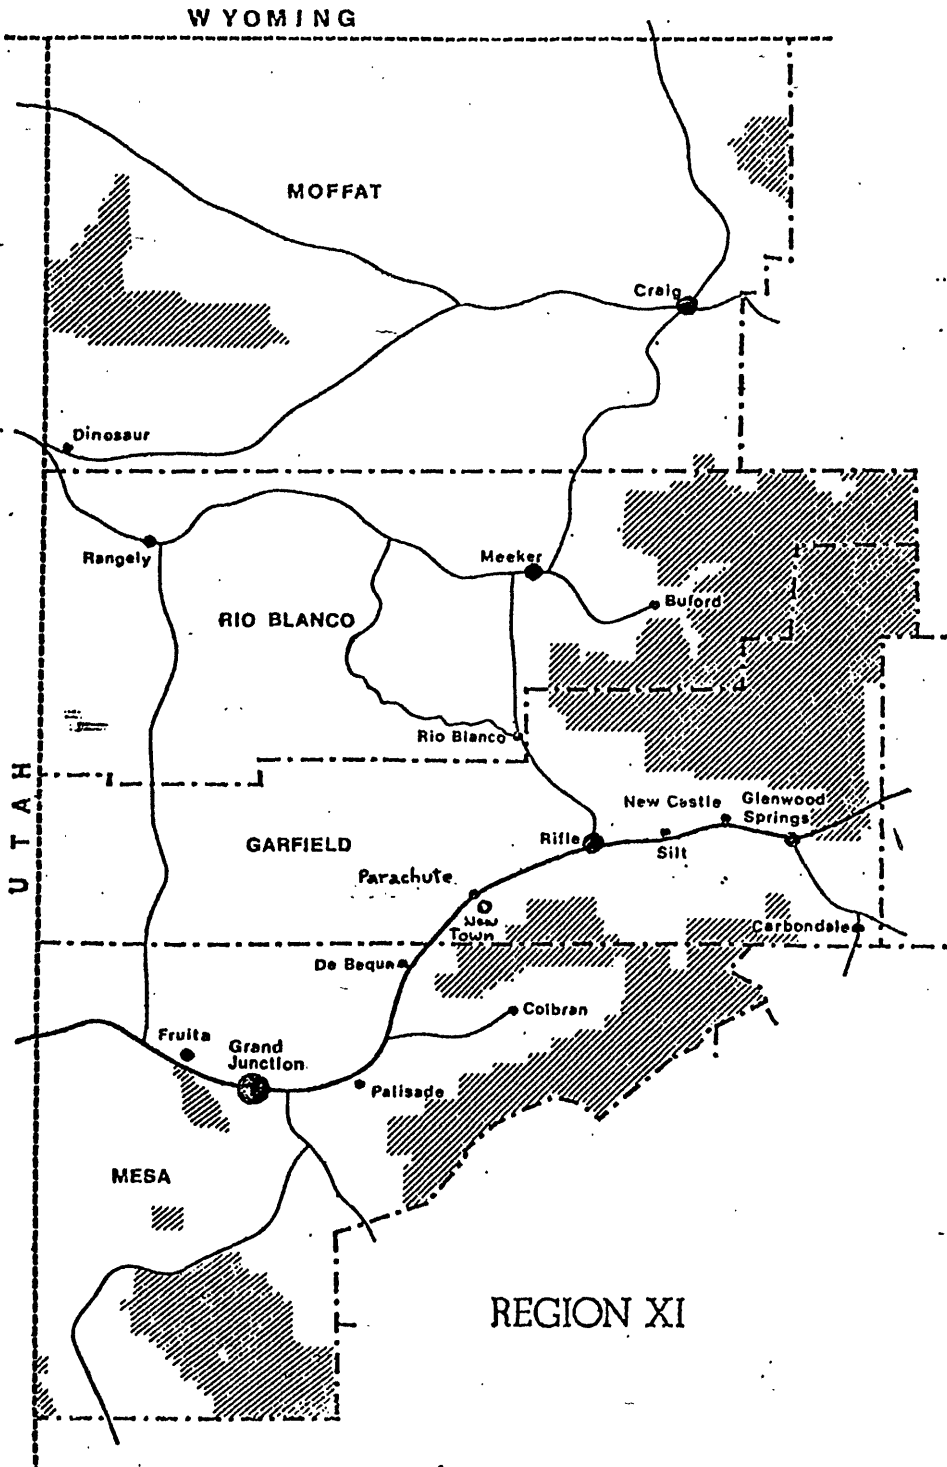 WYOMING
MOFFAT
Craig
Dinosaur
Rangely
Meeker
Buford
RIO BLANCO
Rio Blanco
UTAH
New Castle
Glenwood
Springs
GARFIELD
Rifle
Silt
Parachute
New
Town
Carbondale
De Beque
Colbran
Fruita
Grand
Junction
Palisade
MESA
REGION XI